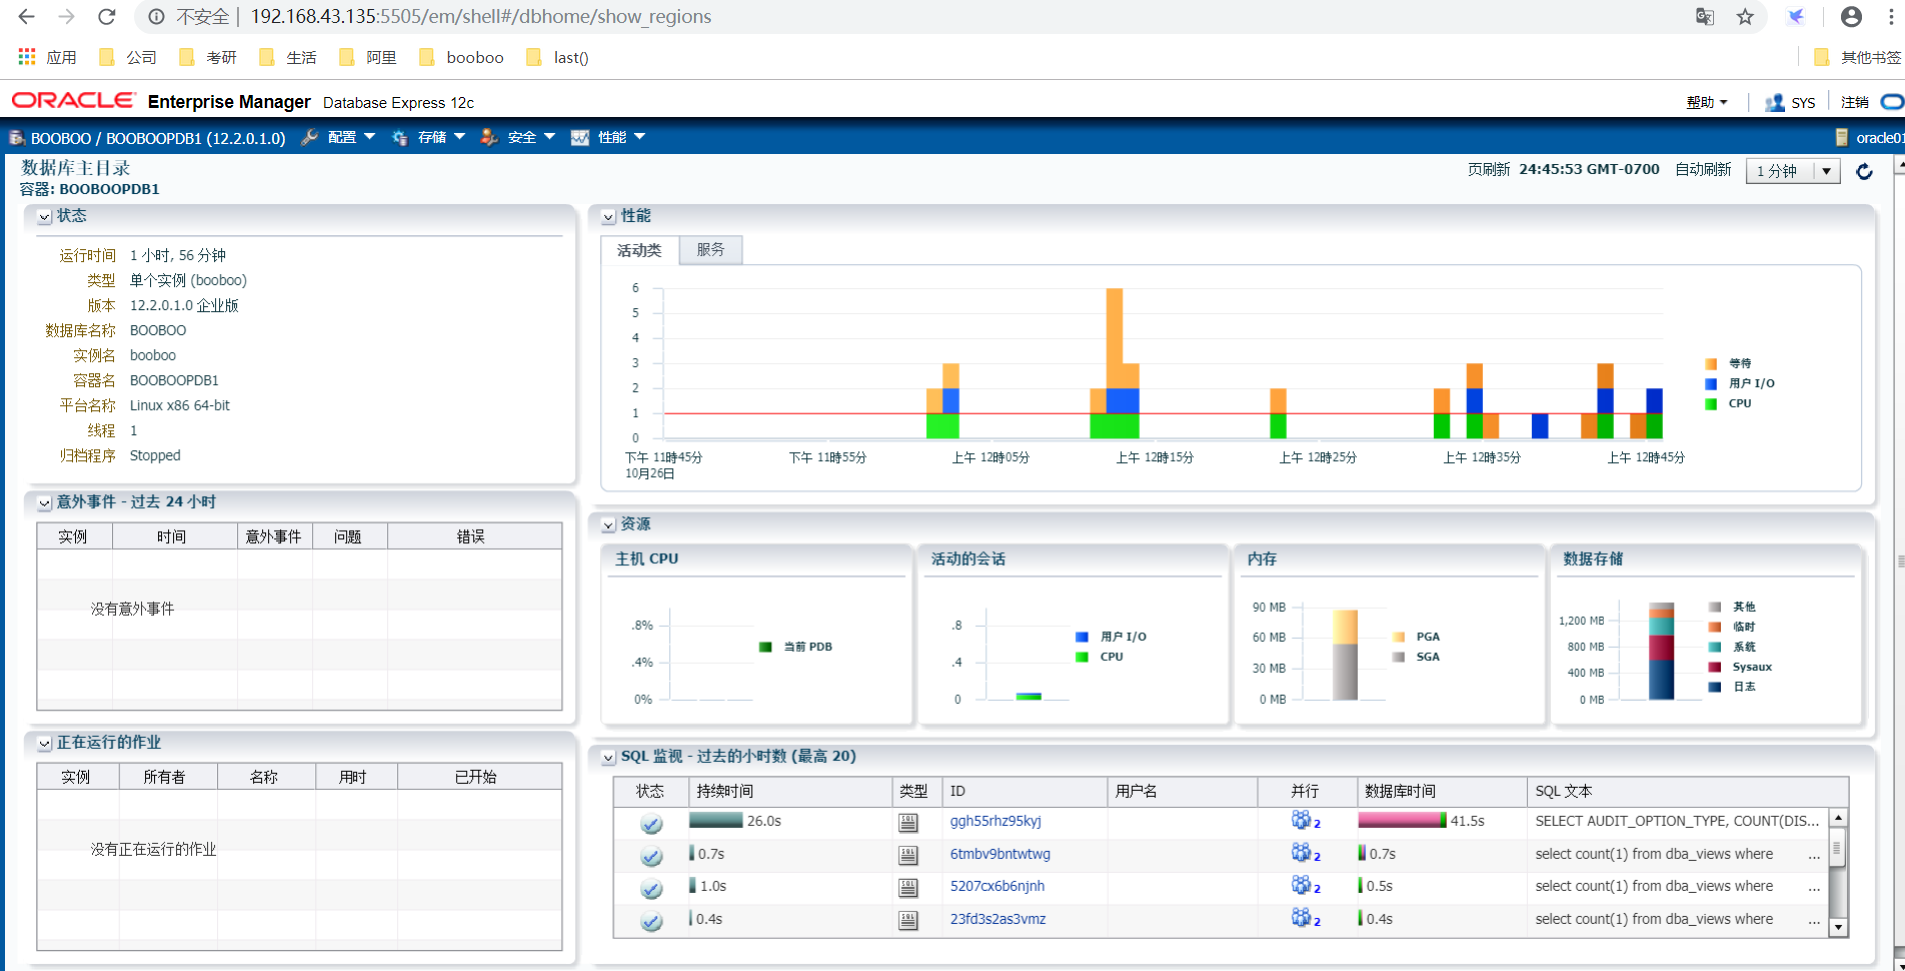 不安全 | 192.168.43.135:5505/em/shell#/dbhome/show_regions
应用 公司 考研 生活 阿里 booboo last() 其他书签
ORACLE Enterprise Manager Database Express 12c 帮助 SYS 注销
BOOBOO / BOOBOOPDB1 (12.2.0.1.0) 配置 存储 安全 性能 oracle01
数据库主目录 页刷新 24:45:53 GMT-0700 自动刷新 1 分钟
容器: BOOBOOPDB1
状态
运行时间 1 小时, 56 分钟
类型 单个实例 (booboo)
版本 12.2.0.1.0 企业版
数据库名称 BOOBOO
实例名 booboo
容器名 BOOBOOPDB1
平台名称 Linux x86 64-bit
线程 1
归档程序 Stopped
性能
活动类 服务
6
5
4
3
2
1
0
下午 11時45分 下午 11時55分 上午 12時05分 上午 12時15分 上午 12時25分 上午 12時35分 上午 12時45分
10月26日
等待
用户 I/O
CPU
意外事件 - 过去 24 小时
实例 时间 意外事件 问题 错误
没有意外事件
资源
主机 CPU
.8%
.4%
0%
当前 PDB
活动的会话
.8
.4
0
用户 I/O
CPU
内存
90 MB
60 MB
30 MB
0 MB
PGA
SGA
数据存储
1,200 MB
800 MB
400 MB
0 MB
其他
临时
系统
Sysaux
日志
正在运行的作业
实例 所有者 名称 用时 已开始
没有正在运行的作业
SQL 监视 - 过去的小时数 (最高 20)
状态 持续时间 类型 ID 用户名 并行 数据库时间 SQL 文本
26.0s SQL ggh55rhz95kyj 2 41.5s SELECT AUDIT_OPTION_TYPE, COUNT(DIS...
0.7s SQL 6tmbv9bntwtwg 2 0.7s select count(1) from dba_views where ...
1.0s SQL 5207cx6b6njnh 2 0.5s select count(1) from dba_views where ...
0.4s SQL 23fd3s2as3vmz 2 0.4s select count(1) from dba_views where ...